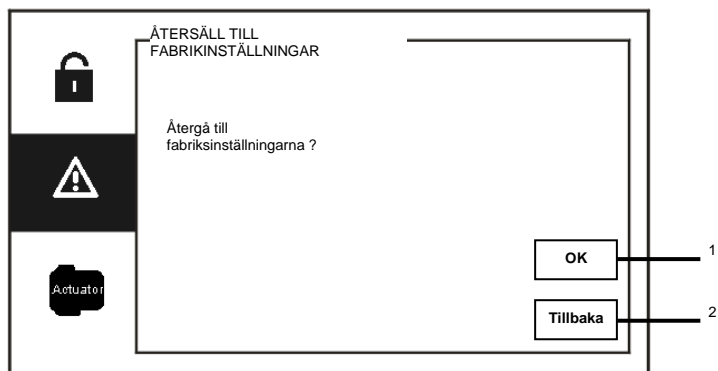 ÅTERSÄLL TILL
FABRIKINSTÄLLNINGAR
Återgå till
fabriksinställningarna ?
OK
1
Actuator
Tillbaka
2